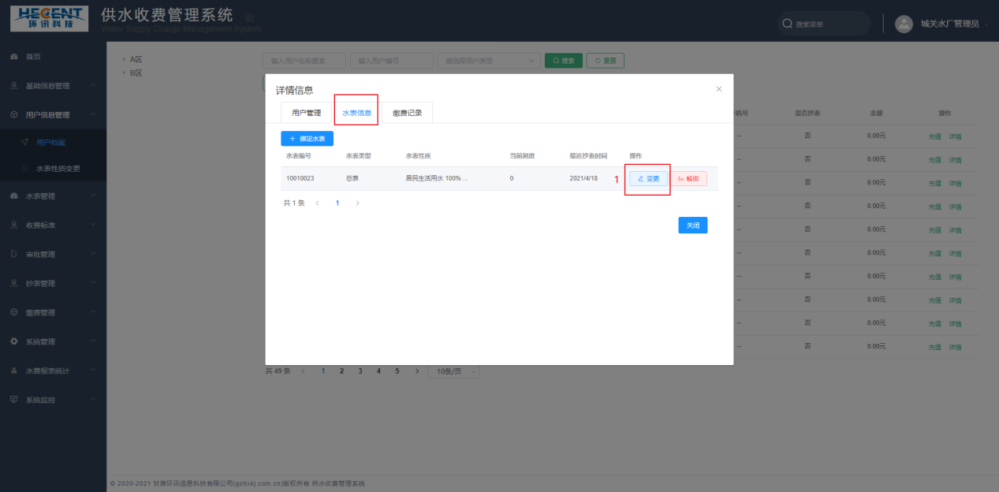 HECENT
环讯科技
供水收费管理系统
Water Supply Charge Management System
搜索菜单
城关水厂管理员
首页
基础信息管理
用户信息管理
用户档案
水表性质变更
水表管理
收费标准
审批管理
抄表管理
缴费管理
系统管理
水费报表统计
系统监控
A区
B区
输入用户名称搜索 输入用户编号 请选择用户类型 搜索 重置
详情信息
用户管理 水表信息 缴费记录
+ 绑定水表
水表编号 水表类型 水表性质 当前刻度 最近抄表时间 操作
10010023 总表 居民生活用水 100% ... 0 2021/4/18 1 变更 解绑
共 1 条 < 1 >
关闭
机号 是否抄表 金额 操作
-- 否 0.00元 充值 详情
-- 否 0.00元 充值 详情
-- 否 0.00元 充值 详情
-- 否 0.00元 充值 详情
-- 否 0.00元 充值 详情
-- 否 0.00元 充值 详情
-- 否 0.00元 充值 详情
-- 否 0.00元 充值 详情
-- 否 0.00元 充值 详情
-- 否 0.00元 充值 详情
共 49 条 < 1 2 3 4 5 > 10条/页
© 2020-2021 甘肃环讯信息科技有限公司(gshxkj.com.cn)版权所有 供水收费管理系统